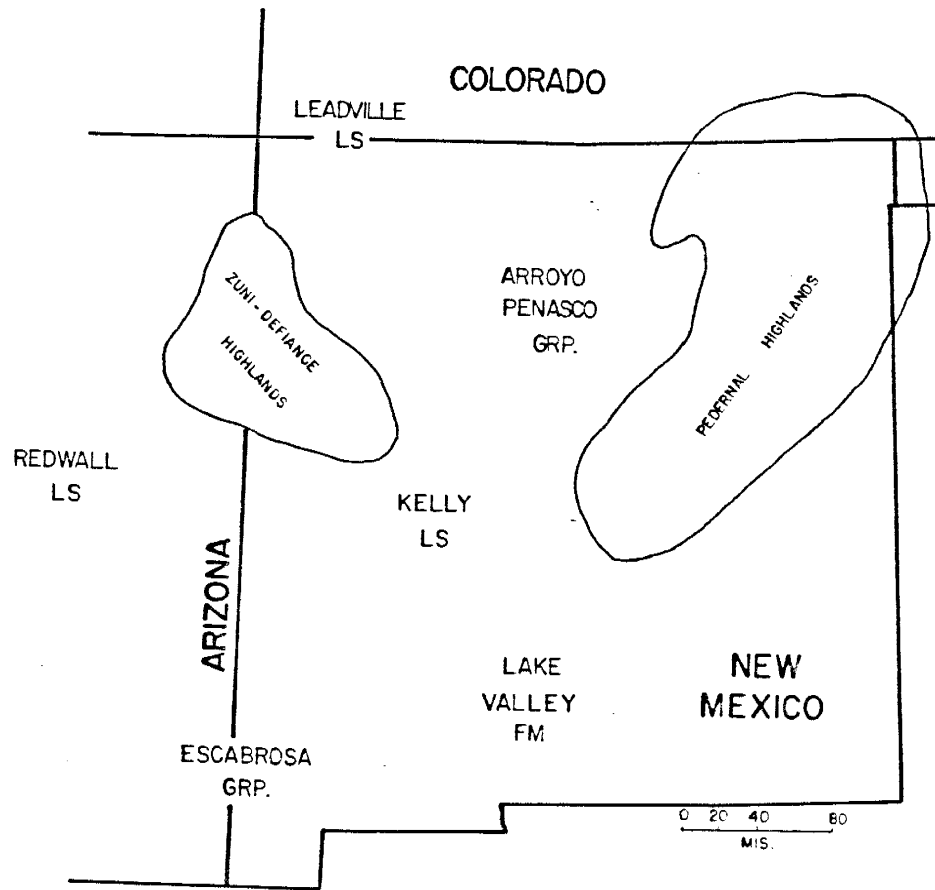 COLORADO
LEADVILLE
LS
ZUNI - DEFIANCE
HIGHLANDS
ARROYO
PENASCO
GRP.
PEDERNAL HIGHLANDS
REDWALL
LS
KELLY
LS
ARIZONA
LAKE
VALLEY
FM
NEW
MEXICO
ESCABROSA
GRP.
0 20 40 80
MIS.